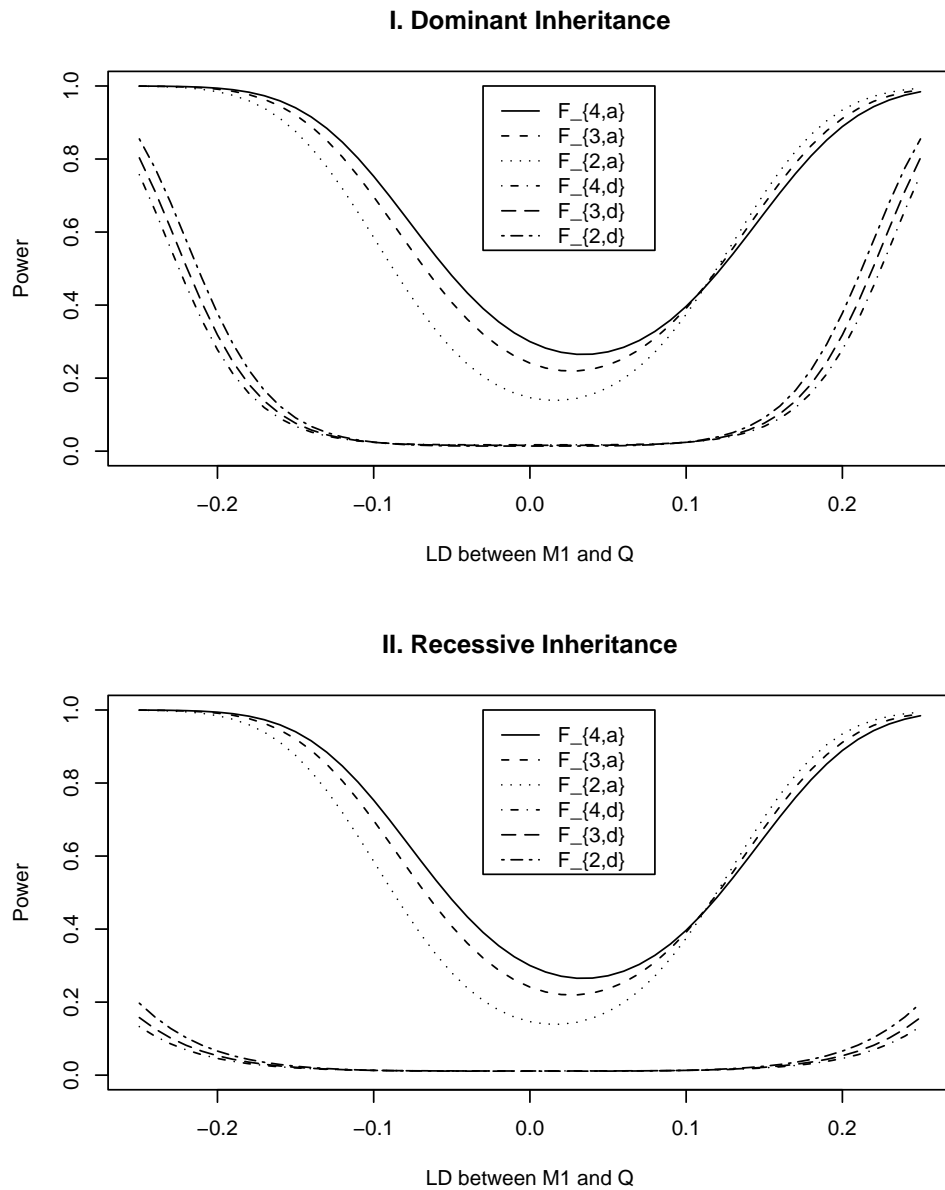 I. Dominant Inheritance
1.0
0.8
0.6
0.4
0.2
0.0
Power
F_{4,a}
F_{3,a}
F_{2,a}
F_{4,d}
F_{3,d}
F_{2,d}
−0.2 −0.1 0.0 0.1 0.2
LD between M1 and Q
II. Recessive Inheritance
1.0
0.8
0.6
0.4
0.2
0.0
Power
F_{4,a}
F_{3,a}
F_{2,a}
F_{4,d}
F_{3,d}
F_{2,d}
−0.2 −0.1 0.0 0.1 0.2
LD between M1 and Q